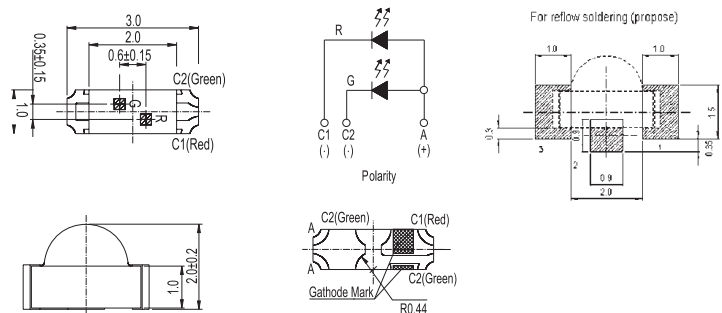 3.0
2.0
0.6±0.15
0.35±0.15
1.0
C2(Green)
G
R
C1(Red)
R
G
C1
C2
A
(-)
(-)
(+)
Polarity
For reflow soldering (propose)
1.0
1.0
1.5
0.3
0.9
0.35
3
2
1
0.9
2.0
1.0
2.0±0.2
A
C2(Green)
C1(Red)
A
C2(Green)
Gathode Mark
R0.44